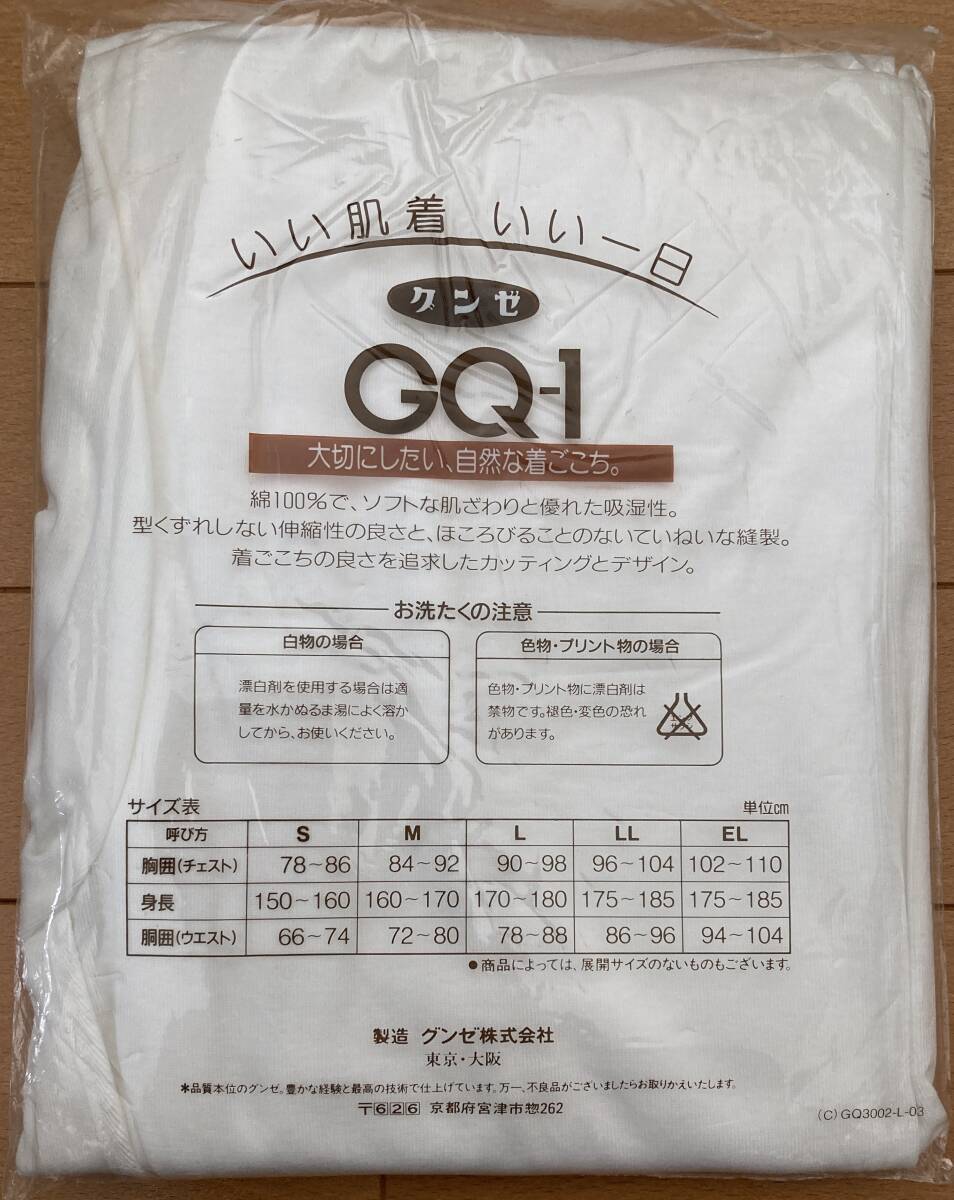 いい肌着 いい一日
グンゼ
GQ-1
大切にしたい、自然な着ごこち。
綿100%で、ソフトな肌ざわりと優れた吸湿性。
型くずれしない伸縮性の良さと、ほころびることのないていねいな縫製。
着ごこちの良さを追求したカッティングとデザイン。
お洗たくの注意
白物の場合
漂白剤を使用する場合は適
量を水かぬるま湯によく溶か
してから、お使いください。
色物・プリント物の場合
色物・プリント物に漂白剤は
禁物です。褪色・変色の恐れ
があります。
サイズ表 単位cm
呼び方 S M L LL EL
胸囲(チェスト) 78～86 84～92 90～98 96～104 102～110
身長 150～160 160～170 170～180 175～185 175～185
胴囲(ウエスト) 66～74 72～80 78～88 86～96 94～104
●商品によっては、展開サイズのないものもございます。
製造 グンゼ株式会社
東京・大阪
＊品質本位のグンゼ。豊かな経験と最高の技術で仕上げています。万一、不良品がございましたらお取りかえいたします。
〒626 京都府宮津市惣262
(C) GQ3002-L-03